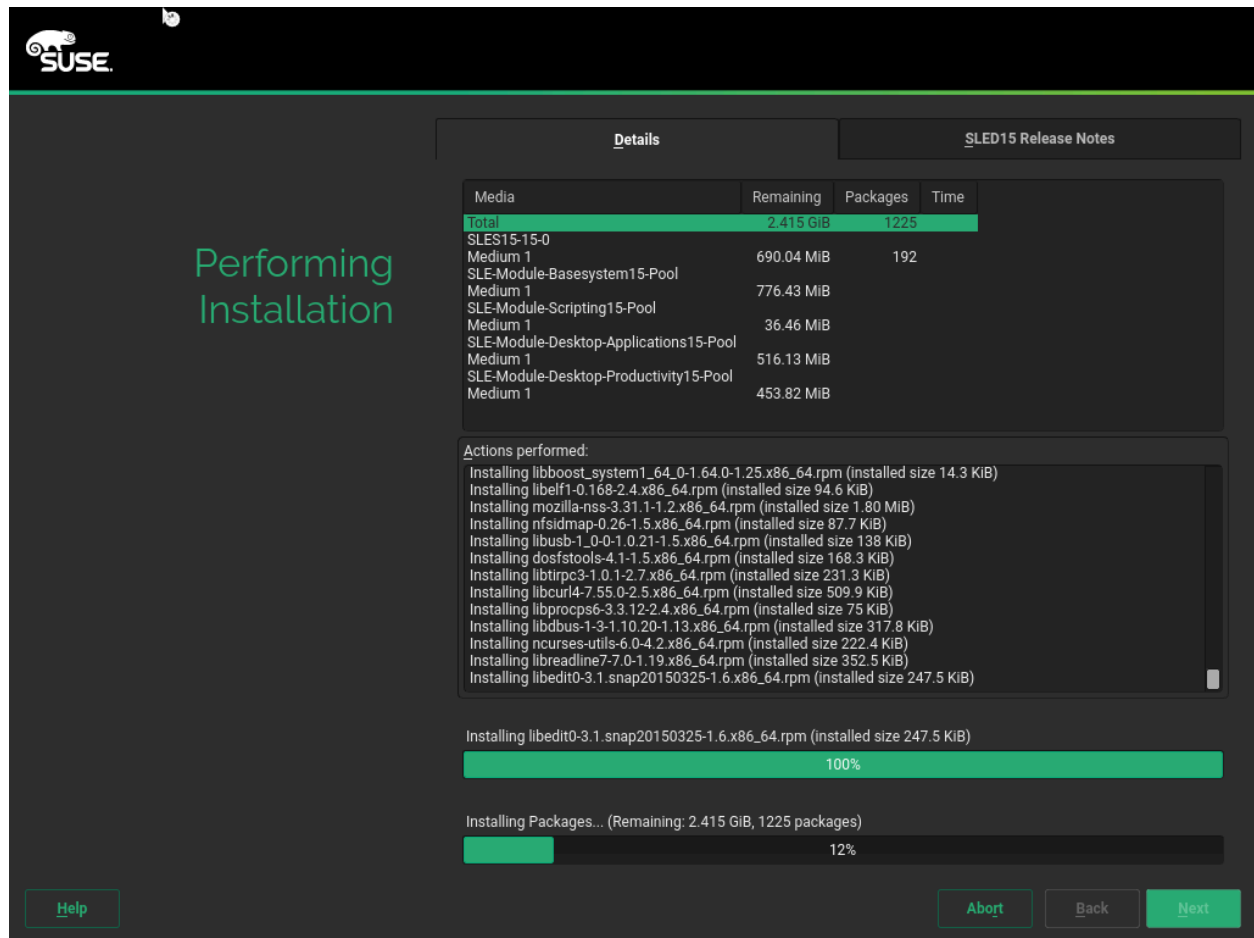 SUSE.
Details
SLED15 Release Notes
Performing
Installation
Media Remaining Packages Time
Total 2.415 GiB 1225
SLES15-15-0
Medium 1 690.04 MiB 192
SLE-Module-Basesystem15-Pool
Medium 1 776.43 MiB
SLE-Module-Scripting15-Pool
Medium 1 36.46 MiB
SLE-Module-Desktop-Applications15-Pool
Medium 1 516.13 MiB
SLE-Module-Desktop-Productivity15-Pool
Medium 1 453.82 MiB
Actions performed:
Installing libboost_system1_64_0-1.64.0-1.25.x86_64.rpm (installed size 14.3 KiB)
Installing libelf1-0.168-2.4.x86_64.rpm (installed size 94.6 KiB)
Installing mozilla-nss-3.31.1-1.2.x86_64.rpm (installed size 1.80 MiB)
Installing nfsidmap-0.26-1.5.x86_64.rpm (installed size 87.7 KiB)
Installing libusb-1_0-0-1.0.21-1.5.x86_64.rpm (installed size 138 KiB)
Installing dosfstools-4.1-1.5.x86_64.rpm (installed size 168.3 KiB)
Installing libtirpc3-1.0.1-2.7.x86_64.rpm (installed size 231.3 KiB)
Installing libcurl4-7.55.0-2.5.x86_64.rpm (installed size 509.9 KiB)
Installing libprocps6-3.3.12-2.4.x86_64.rpm (installed size 75 KiB)
Installing libdbus-1-3-1.10.20-1.13.x86_64.rpm (installed size 317.8 KiB)
Installing ncurses-utils-6.0-4.2.x86_64.rpm (installed size 222.4 KiB)
Installing libreadline7-7.0-1.19.x86_64.rpm (installed size 352.5 KiB)
Installing libedit0-3.1.snap20150325-1.6.x86_64.rpm (installed size 247.5 KiB)
Installing libedit0-3.1.snap20150325-1.6.x86_64.rpm (installed size 247.5 KiB)
100%
Installing Packages... (Remaining: 2.415 GiB, 1225 packages)
12%
Help
Abort
Back
Next